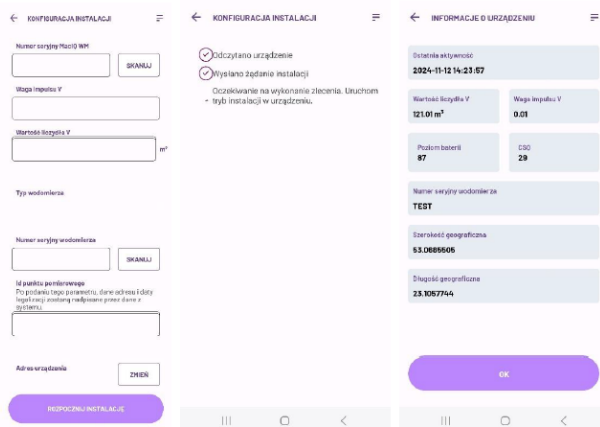 KONFIGURACJA INSTALACJI
Numer seryjny MacIQ WM
SKANUJ
Waga impulsu V
Wartość liczydła V
m³
Typ wodomierza
Numer seryjny wodomierza
SKANUJ
Id punktu pomiarowego
Po podaniu tego parametru, dane adresu i daty
legalizacji zostaną nadpisane przez dane z
systemu.
Adres urządzenia
ZMIEŃ
ROZPOCZNIJ INSTALACJĘ
KONFIGURACJA INSTALACJI
Odczytano urządzenie
Wysłano żądanie instalacji
Oczekiwanie na wykonanie zlecenia. Uruchom
tryb instalacji w urządzeniu.
INFORMACJE O URZĄDZENIU
Ostatnia aktywność
2024-11-12 14:23:57
Wartość liczydła V
121.01 m³
Waga impulsu V
0.01
Poziom baterii
87
CSQ
29
Numer seryjny wodomierza
TEST
Szerokość geograficzna
53.0685505
Długość geograficzna
23.1057744
OK